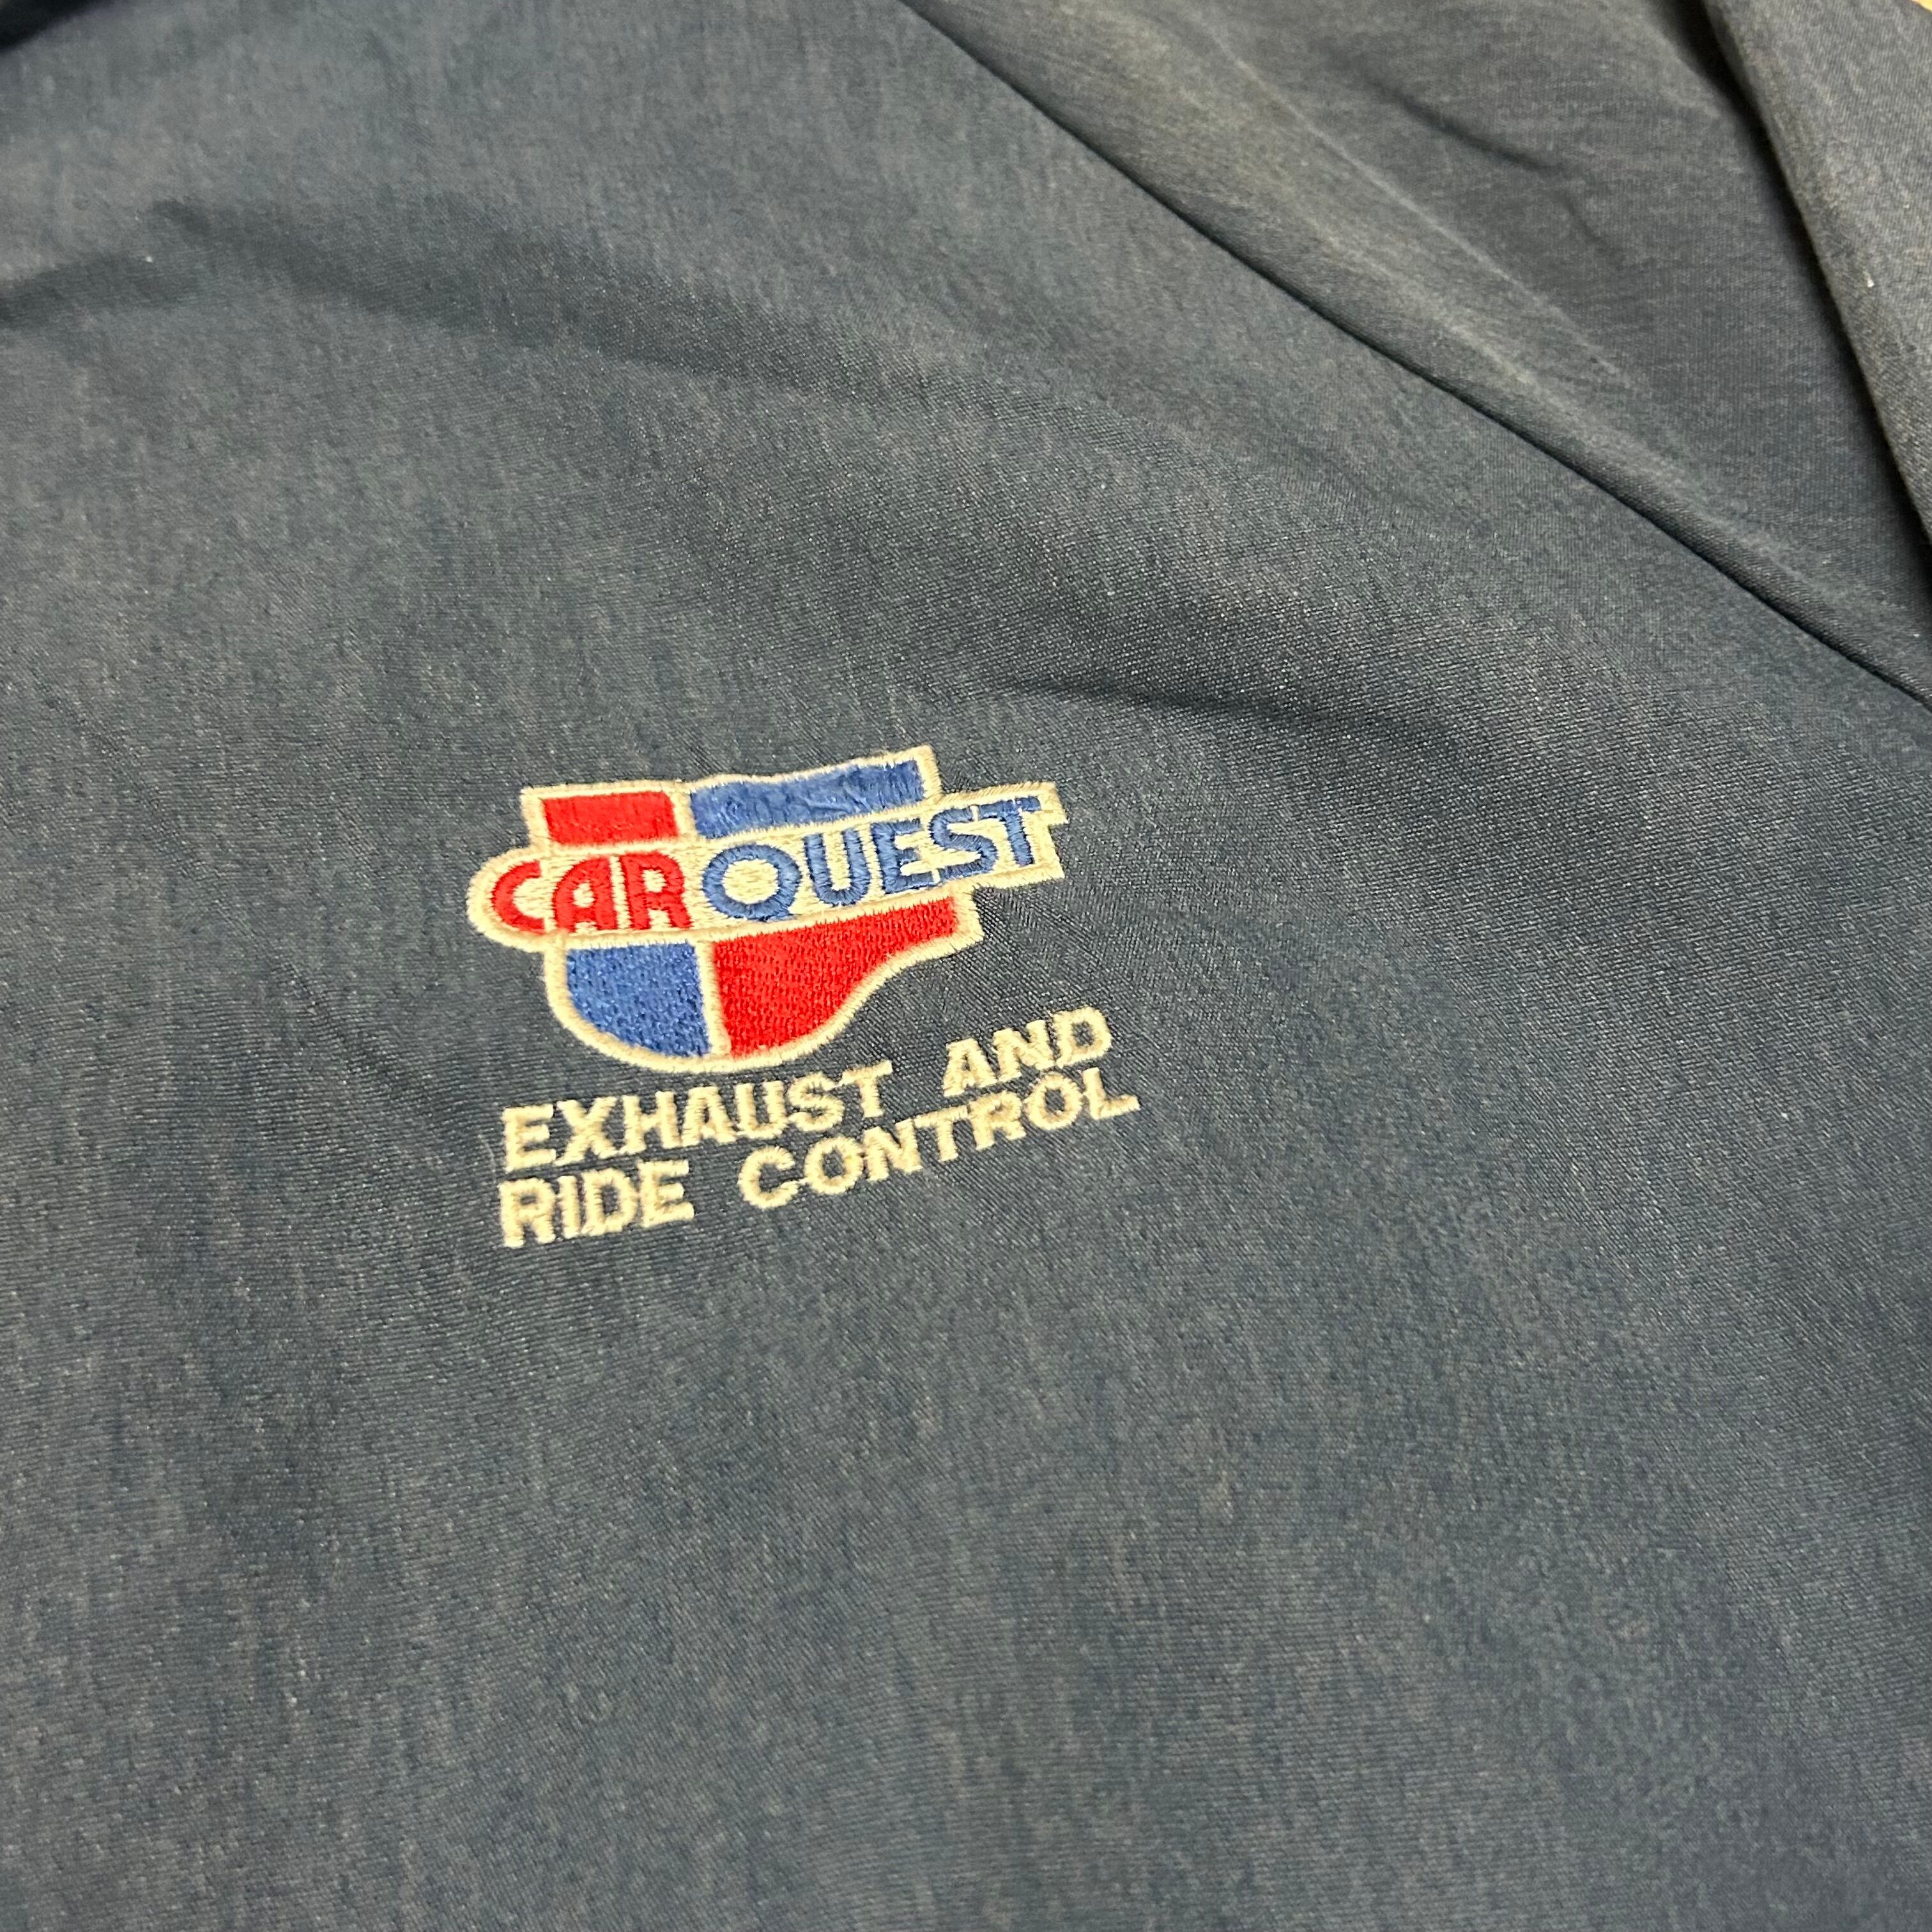 CARQUEST
EXHAUST AND
RIDE CONTROL